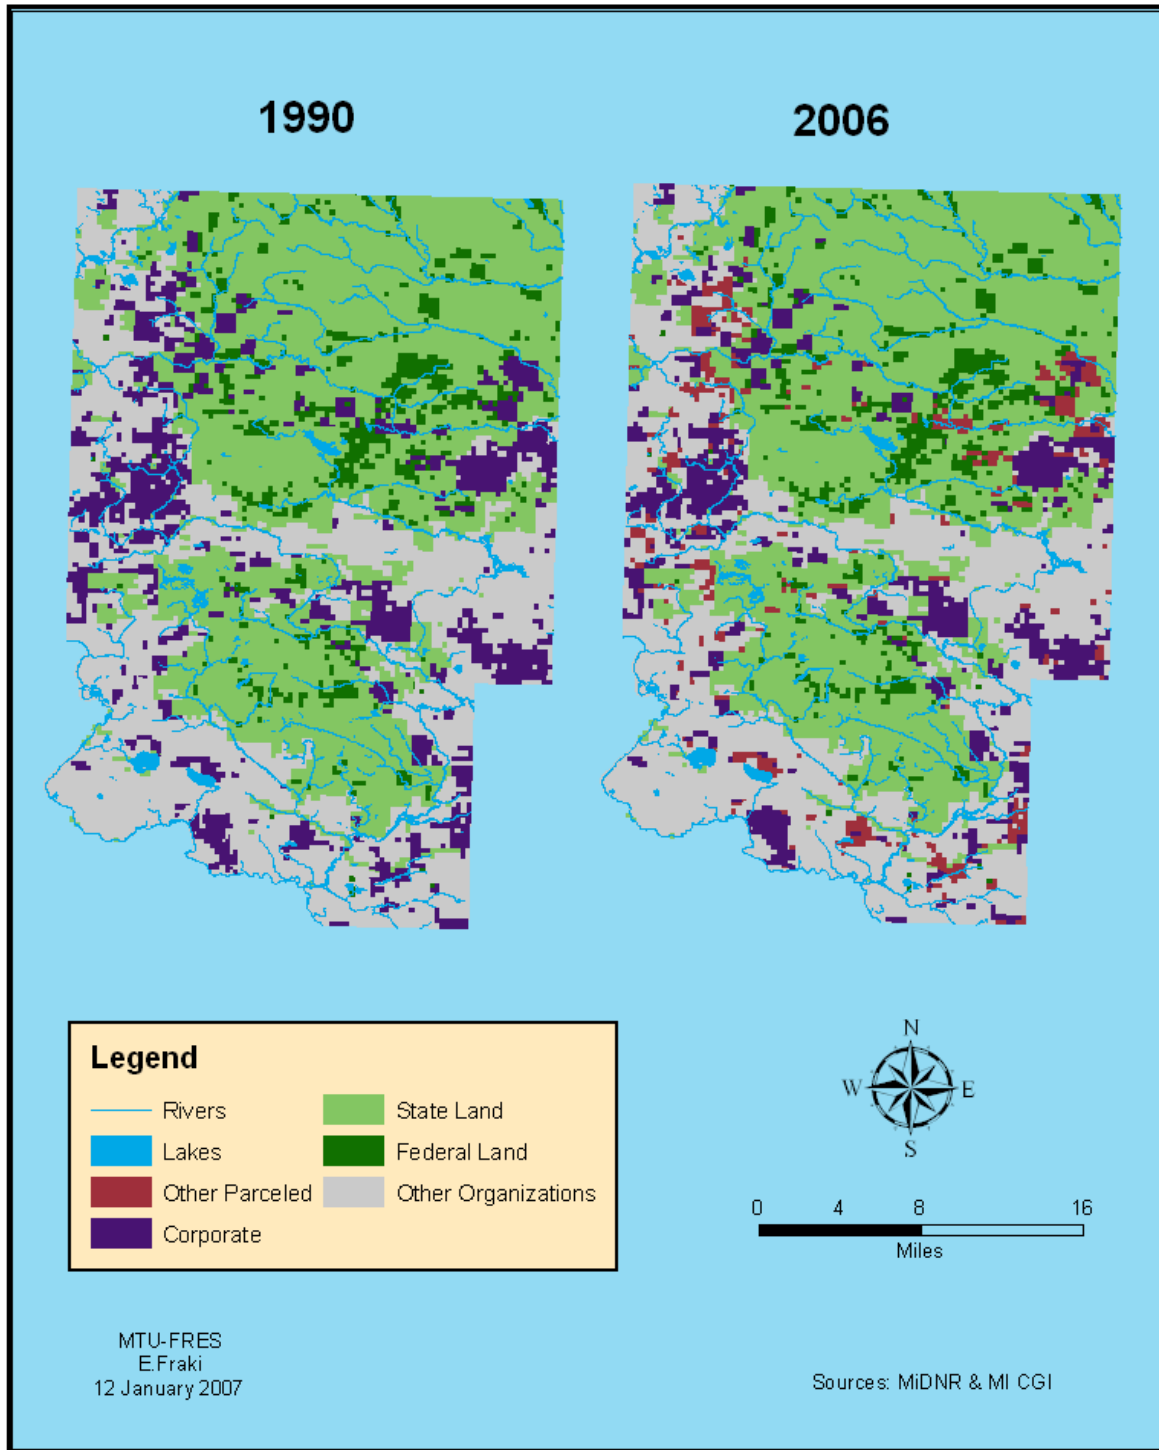 1990
2006
Legend
Rivers
Lakes
Other Parceled
Corporate
State Land
Federal Land
Other Organizations
N
W E
S
0 4 8 16
Miles
MTU-FRES
E.Fraki
12 January 2007
Sources: MiDNR & MI CGI